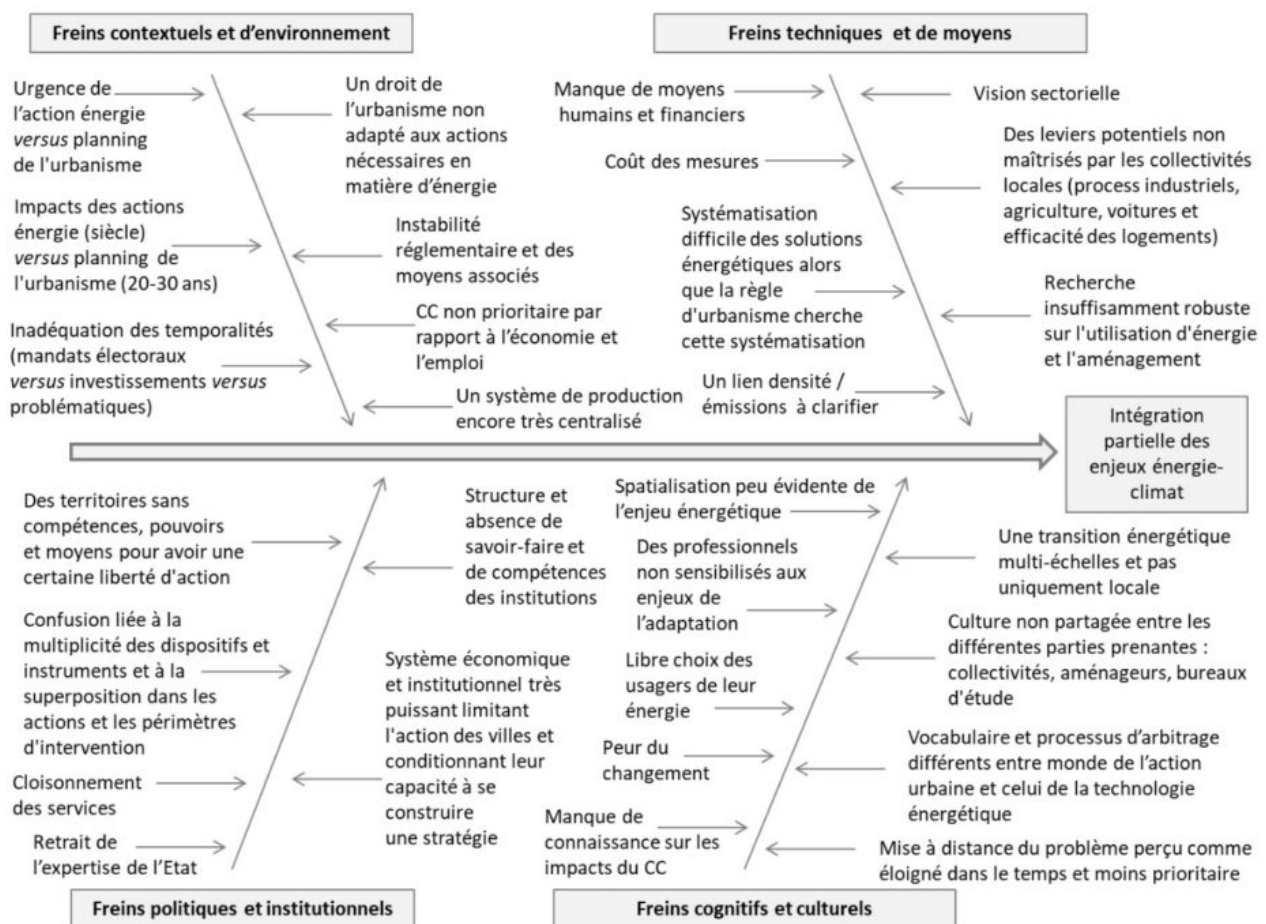 Freins contextuels et d'environnement
Urgence de
l'action énergie
versus planning
de l'urbanisme
Impacts des actions
énergie (siècle)
versus planning de
l'urbanisme (20-30 ans)
Inadéquation des temporalités
(mandats électoraux
versus investissements versus
problématiques)
Un droit de
l'urbanisme non
adapté aux actions
nécessaires en
matière d'énergie
Instabilité
réglementaire et des
moyens associés
CC non prioritaire par
rapport à l'économie et
l'emploi
Un système de production
encore très centralisé
Freins techniques et de moyens
Manque de moyens
humains et financiers
Coût des mesures
Systématisation
difficile des solutions
énergétiques alors
que la règle
d'urbanisme cherche
cette systématisation
Un lien densité /
émissions à clarifier
Vision sectorielle
Des leviers potentiels non
maîtrisés par les collectivités
locales (process industriels,
agriculture, voitures et
efficacité des logements)
Recherche
insuffisamment robuste
sur l'utilisation d'énergie
et l'aménagement
Intégration
partielle des
enjeux énergie-
climat
Des territoires sans
compétences, pouvoirs
et moyens pour avoir une
certaine liberté d'action
Confusion liée à la
multiplicité des dispositifs et
instruments et à la
superposition dans les
actions et les périmètres
d'intervention
Cloisonnement
des services
Retrait de
l'expertise de l'Etat
Structure et
absence de
savoir-faire et
de compétences
des institutions
Système économique
et institutionnel très
puissant limitant
l'action des villes et
conditionnant leur
capacité à se
construire
une stratégie
Freins politiques et institutionnels
Spatialisation peu évidente de
l'enjeu énergétique
Des professionnels
non sensibilisés aux
enjeux de
l'adaptation
Libre choix des
usagers de leur
énergie
Peur du
changement
Manque de
connaissance sur les
impacts du CC
Une transition énergétique
multi-échelles et pas
uniquement locale
Culture non partagée entre les
différentes parties prenantes :
collectivités, aménageurs, bureaux
d'étude
Vocabulaire et processus d'arbitrage
différents entre monde de l'action
urbaine et celui de la technologie
énergétique
Mise à distance du problème perçu comme
éloigné dans le temps et moins prioritaire
Freins cognitifs et culturels